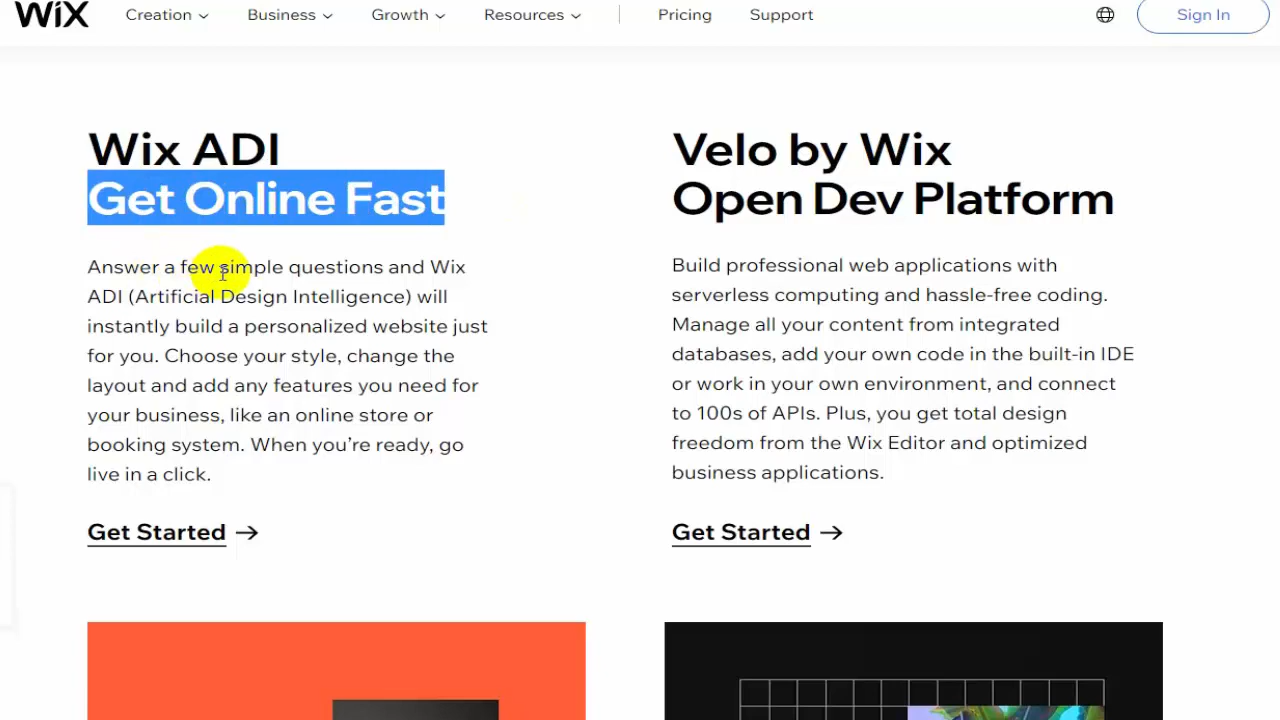 WiX Creation Business Growth Resources Pricing Support Sign In
Wix ADI
Get Online Fast
Answer a few simple questions and Wix
ADI (Artificial Design Intelligence) will
instantly build a personalized website just
for you. Choose your style, change the
layout and add any features you need for
your business, like an online store or
booking system. When you’re ready, go
live in a click.
Get Started →
Velo by Wix
Open Dev Platform
Build professional web applications with
serverless computing and hassle-free coding.
Manage all your content from integrated
databases, add your own code in the built-in IDE
or work in your own environment, and connect
to 100s of APIs. Plus, you get total design
freedom from the Wix Editor and optimized
business applications.
Get Started →